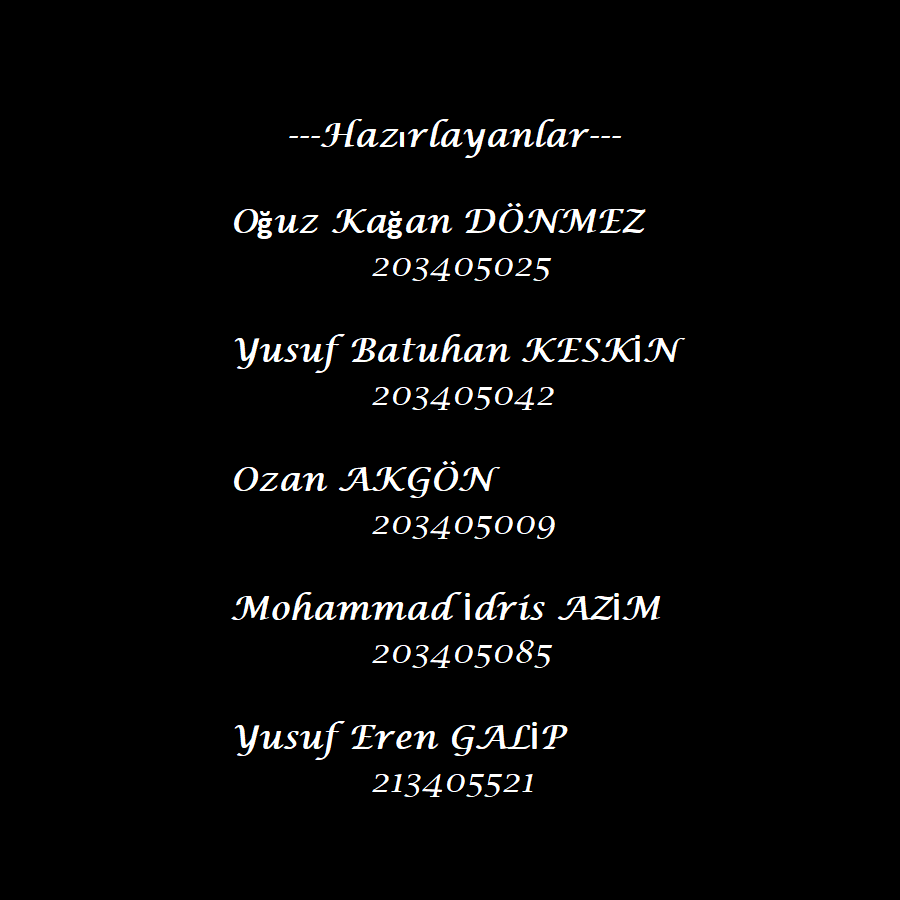 ---Hazırlayanlar---
Oğuz Kağan DÖNMEZ
203405025
Yusuf Batuhan KESKİN
203405042
Ozan AKGÖN
203405009
Mohammad İdris AZİM
203405085
Yusuf Eren GALİP
213405521